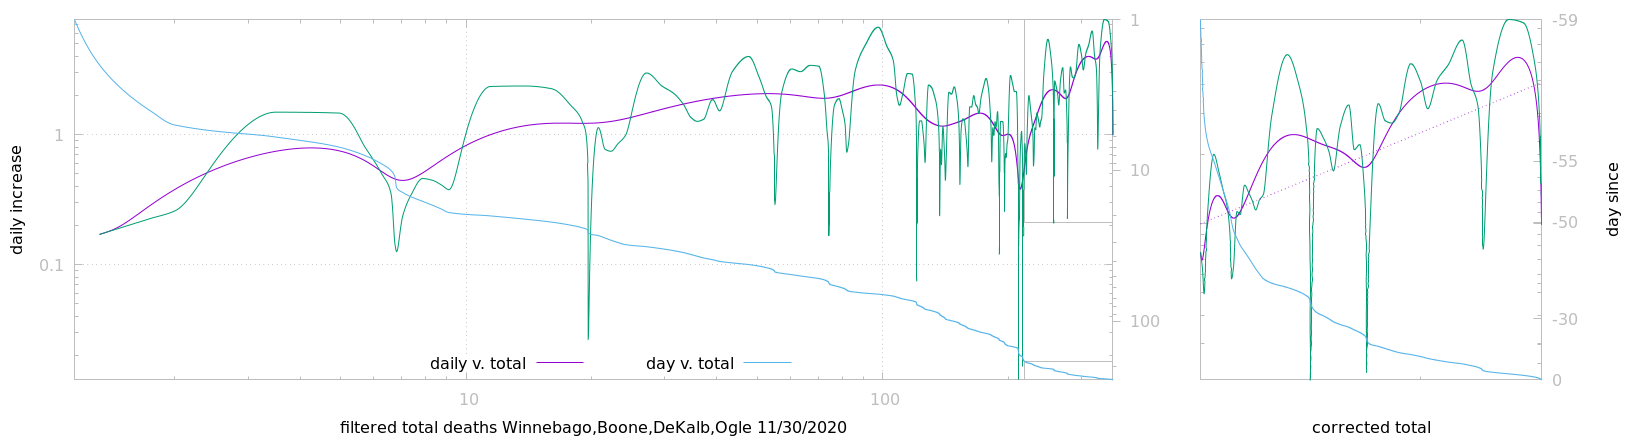 daily increase
1
0.1
10
100
1
10
100
daily v. total
day v. total
filtered total deaths Winnebago,Boone,DeKalb,Ogle 11/30/2020
-59
-55
-50
-30
0
day since
corrected total